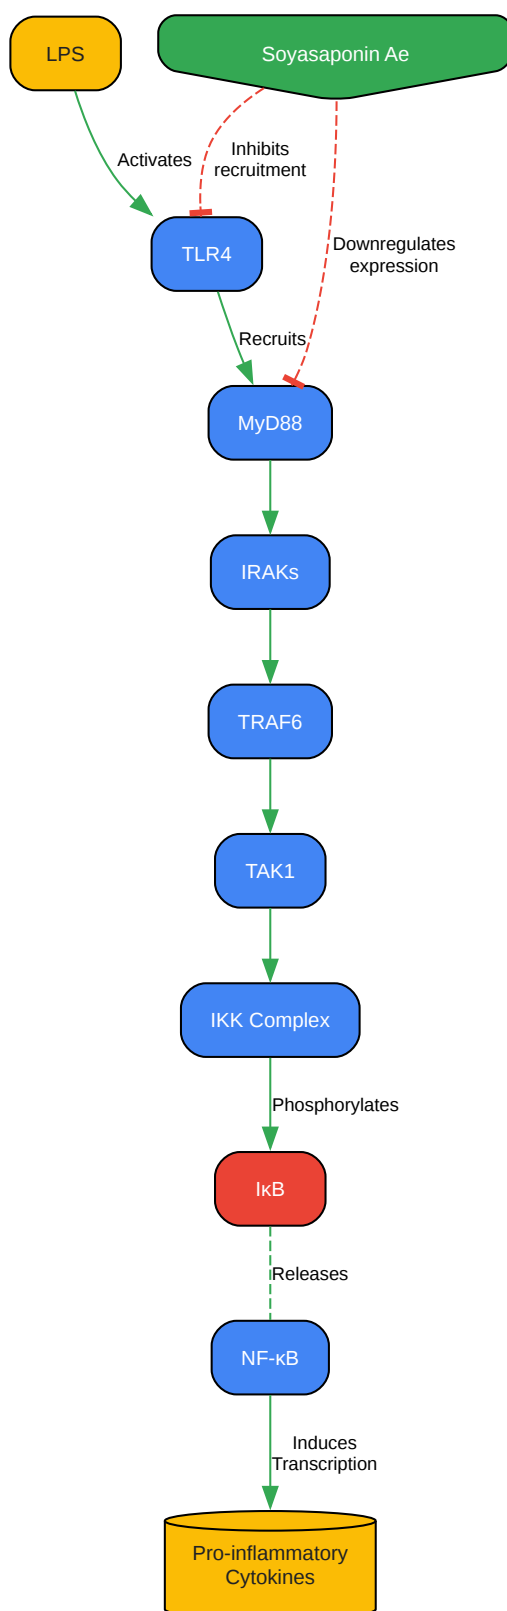 LPS
Soyasaponin Ae
Activates
Inhibits
recruitment
TLR4
Downregulates
expression
Recruits
MyD88
IRAKs
TRAF6
TAK1
IKK Complex
Phosphorylates
IκB
Releases
NF-κB
Induces
Transcription
Pro-inflammatory
Cytokines